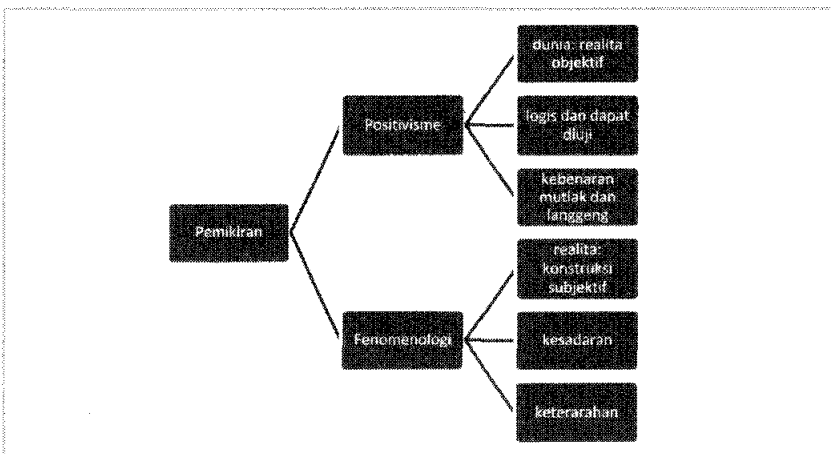 Pemikiran
Positivisme
dunia: realita
objektif
logis dan dapat
diuji
kebenaran
mutlak dan
langgeng
Fenomenologi
realita:
konstruksi
subjektif
kesadaran
keterarahan